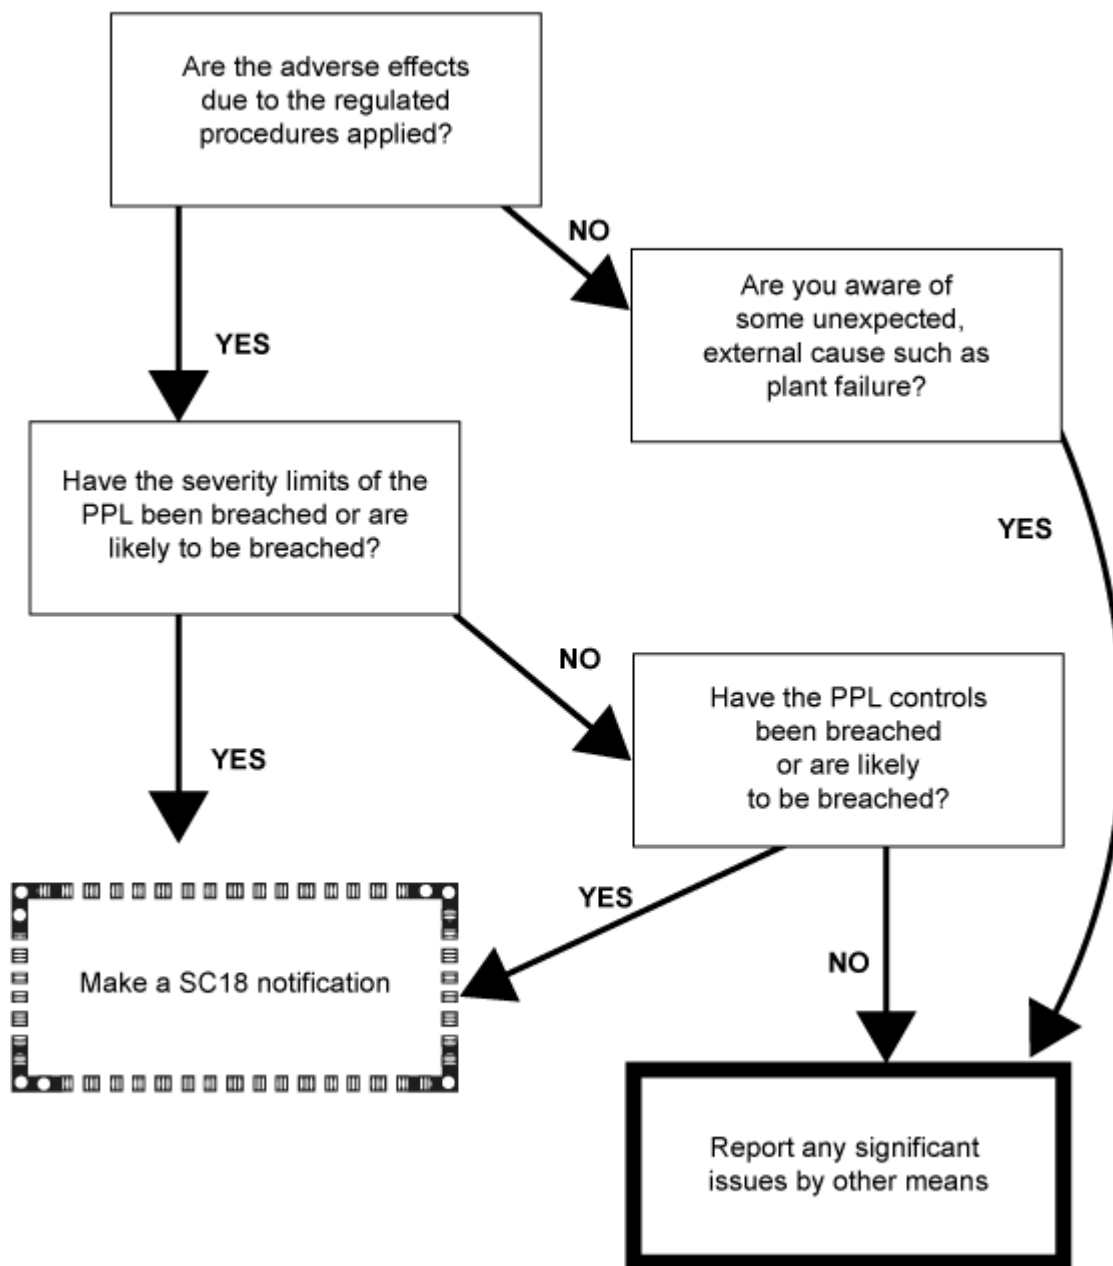 Are the adverse effects
due to the regulated
procedures applied?
NO
Are you aware of
some unexpected,
external cause such as
plant failure?
YES
Have the severity limits of the
PPL been breached or are
likely to be breached?
YES
NO
Have the PPL controls
been breached
or are likely
to be breached?
YES
YES
NO
Make a SC18 notification
Report any significant
issues by other means